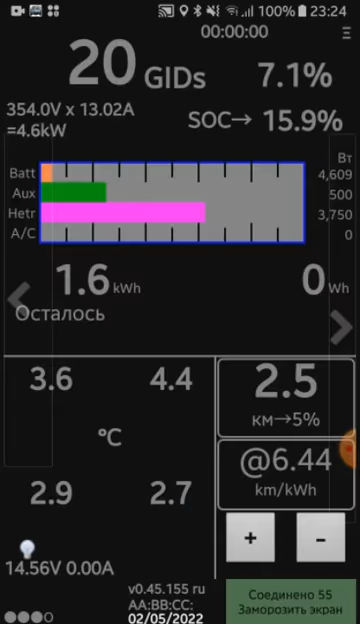 100% 23:24
00:00:00
20 GIDs 7.1%
354.0V x 13.02A
=4.6kW
SOC→ 15.9%
Вт
Batt 4,609
Aux 500
Hetr 3,750
A/C 0
1.6 kWh 0 Wh
Осталось
3.6 4.4
°C
2.9 2.7
2.5
км→5%
@6.44
km/kWh
+ -
14.56V 0.00A
v0.45.155 ru
AA:BB:CC:
02/05/2022
Соединено 55
Заморозить экран